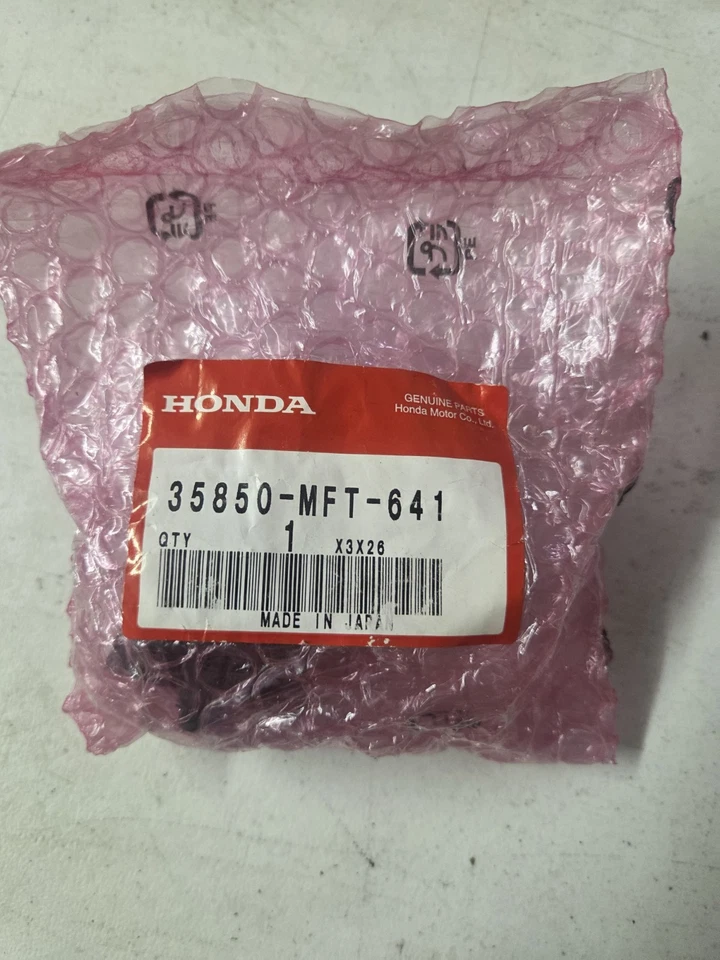 HONDA
GENUINE PARTS
Honda Motor Co., Ltd.
35850-MFT-641
QTY 1 X3X26
MADE IN JAPAN